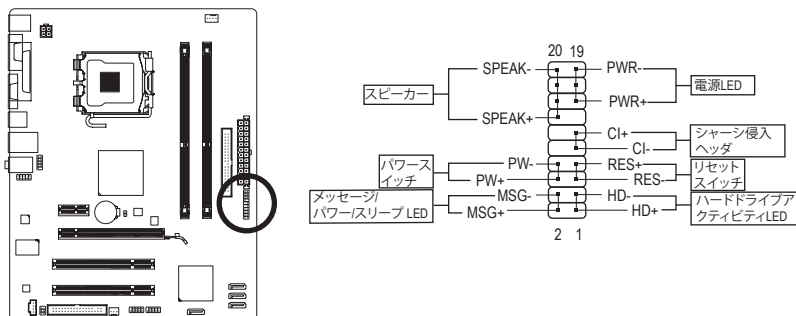 20 19
SPEAK-
PWR-
スピーカー
電源LED
PWR+
SPEAK+
CI+
シャーシ侵入
ヘッダ
CI-
パワース
イッチ
PW-
RES+
リセット
スイッチ
PW+
RES-
メッセージ/
パワー/スリープ LED
MSG-
HD-
ハードドライブア
クティビティLED
MSG+
HD+
2 1